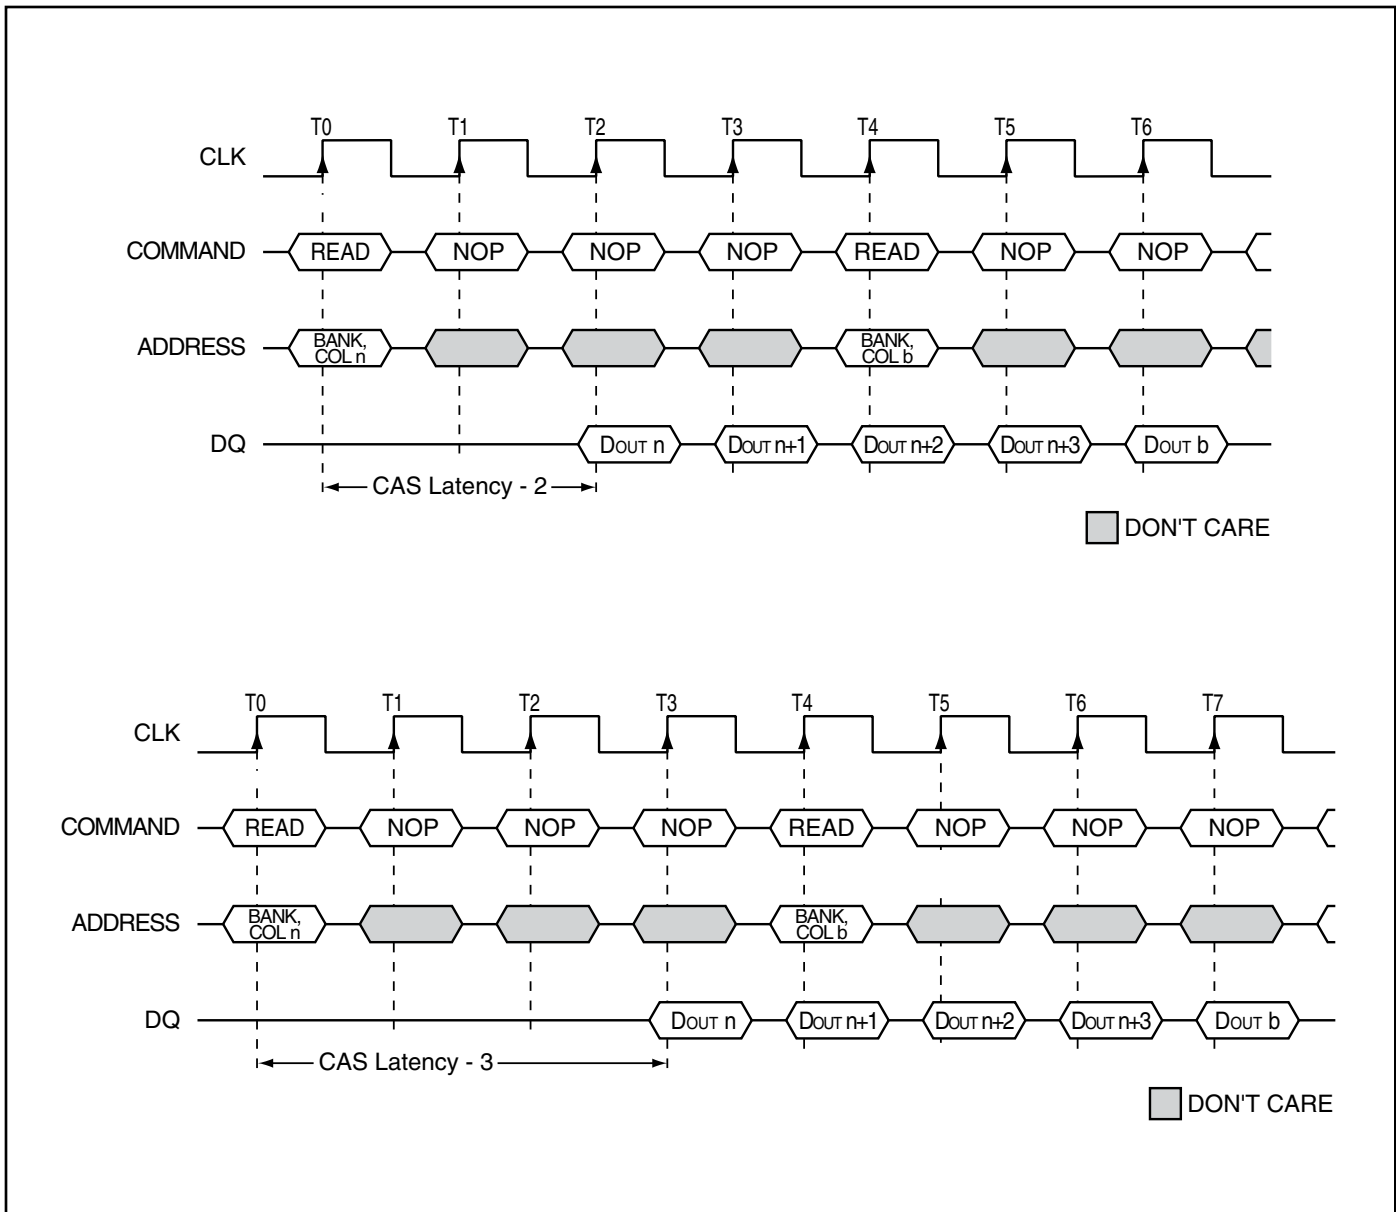 T0 T1 T2 T3 T4 T5 T6
CLK
COMMAND READ NOP NOP NOP READ NOP NOP
ADDRESS BANK, COL n BANK, COL b
DQ DOUT n DOUT n+1 DOUT n+2 DOUT n+3 DOUT b
CAS Latency - 2
DON'T CARE
T0 T1 T2 T3 T4 T5 T6 T7
CLK
COMMAND READ NOP NOP NOP READ NOP NOP NOP
ADDRESS BANK, COL n BANK, COL b
DQ DOUT n DOUT n+1 DOUT n+2 DOUT n+3 DOUT b
CAS Latency - 3
DON'T CARE